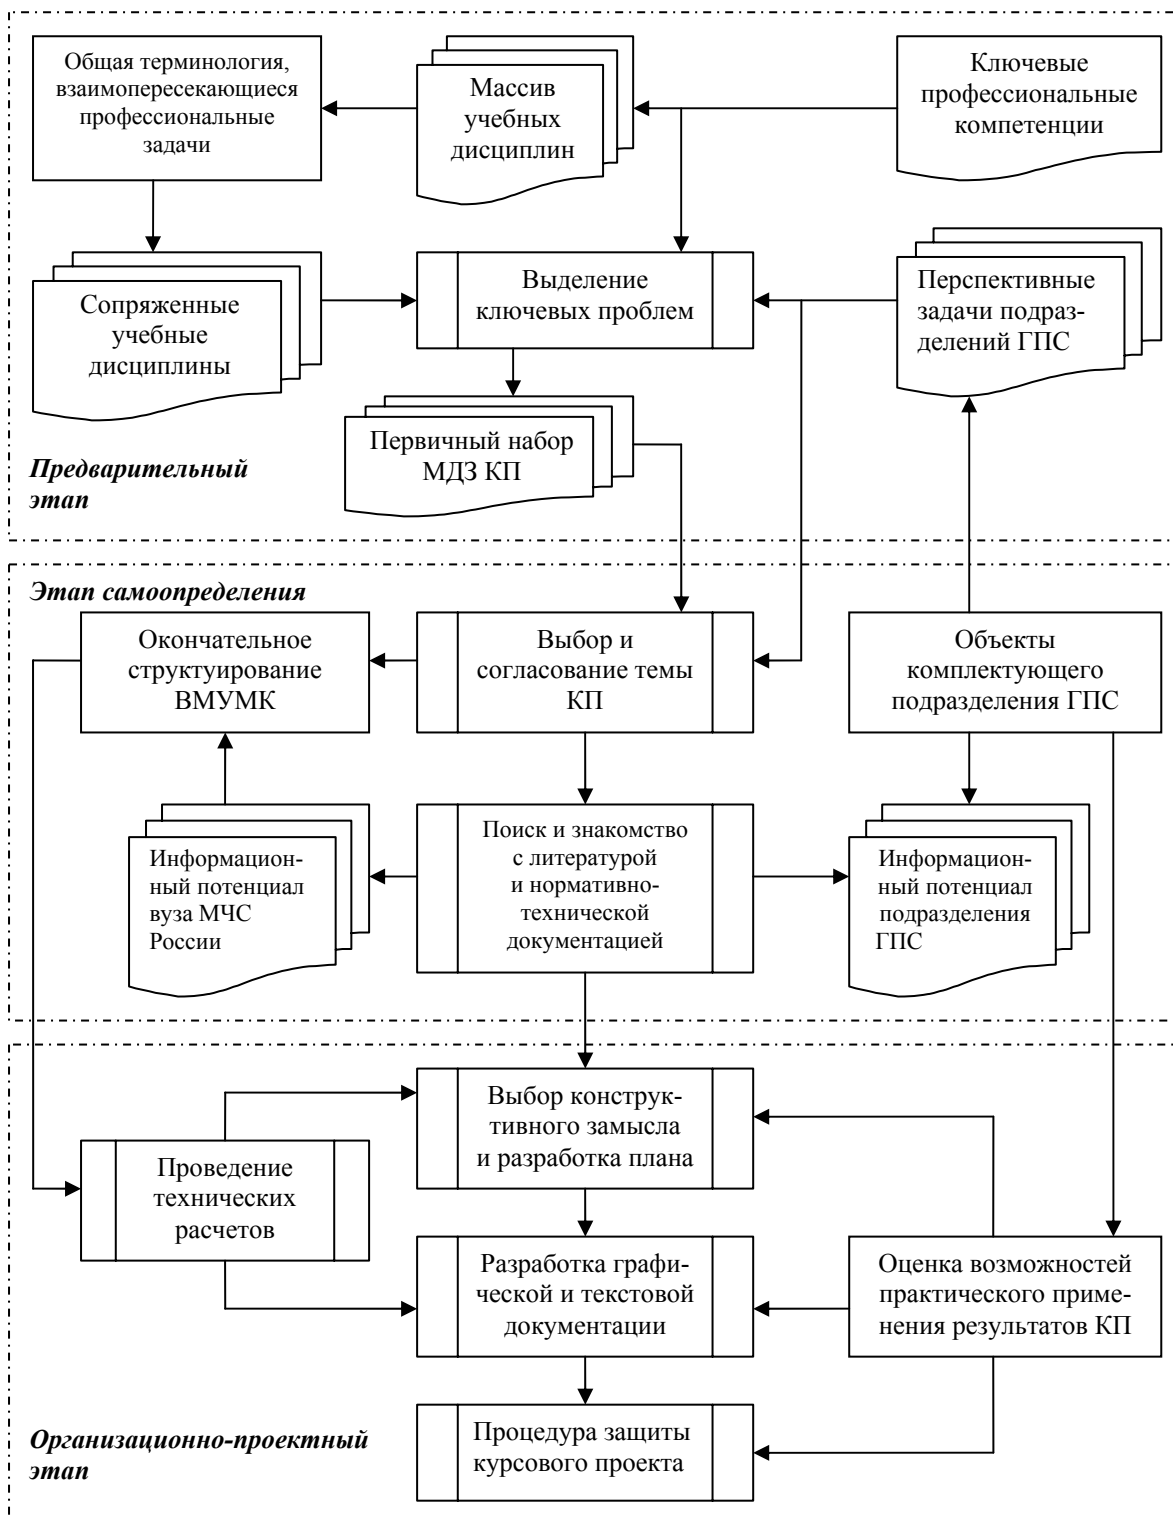 Общая терминология,
взаимопересекающиеся
профессиональные
задачи
Массив
учебных
дисциплин
Ключевые
профессиональные
компетенции
Сопряженные
учебные
дисциплины
Выделение
ключевых проблем
Перспективные
задачи подраз-
делений ГПС
Первичный набор
МДЗ КП
Предварительный
этап
Этап самоопределения
Окончательное
структуирование
ВМУМК
Выбор и
согласование темы
КП
Объекты
комплектующего
подразделения ГПС
Информацион-
ный потенциал
вуза МЧС
России
Поиск и знакомство
с литературой
и нормативно-
технической
документацией
Информацион-
ный потенциал
подразделения
ГПС
Выбор конструк-
тивного замысла
и разработка плана
Проведение
технических
расчетов
Разработка графи-
ческой и текстовой
документации
Оценка возможностей
практического приме-
нения результатов КП
Процедура защиты
курсового проекта
Организационно-проектный
этап